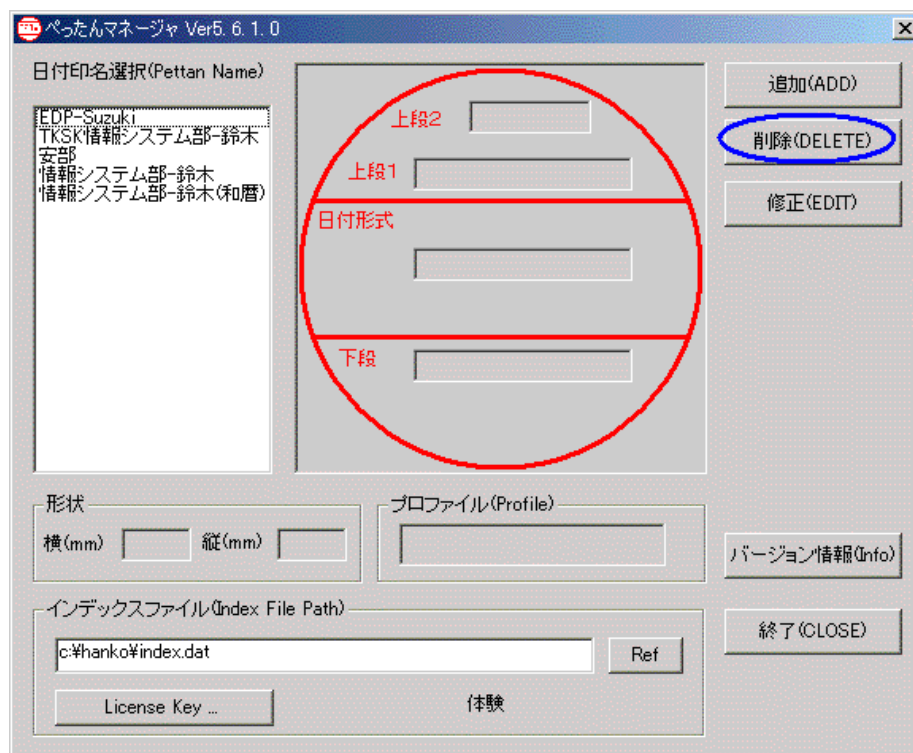 ぺったんマネージャ Ver5. 6. 1. 0
日付印名選択(Pettan Name)
EDP-Suzuki
TKSK情報システム部-鈴木
安部
情報システム部-鈴木
情報システム部-鈴木(和暦)
上段2
上段1
日付形式
下段
追加(ADD)
削除(DELETE)
修正(EDIT)
形状
横(mm)
縦(mm)
プロファイル(Profile)
バージョン情報(Info)
インデックスファイル(Index File Path)
c:¥hanko¥index.dat
Ref
終了(CLOSE)
License Key ...
体験